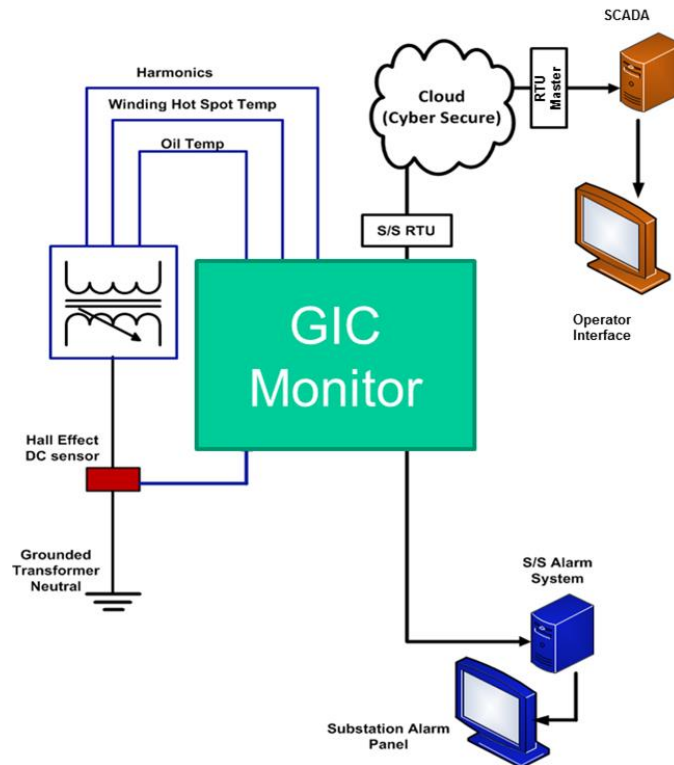 SCADA
Harmonics
Winding Hot Spot Temp
Oil Temp
Cloud
(Cyber Secure)
RTU
Master
S/S RTU
GIC
Monitor
Operator
Interface
Hall Effect
DC sensor
Grounded
Transformer
Neutral
S/S Alarm
System
Substation Alarm
Panel